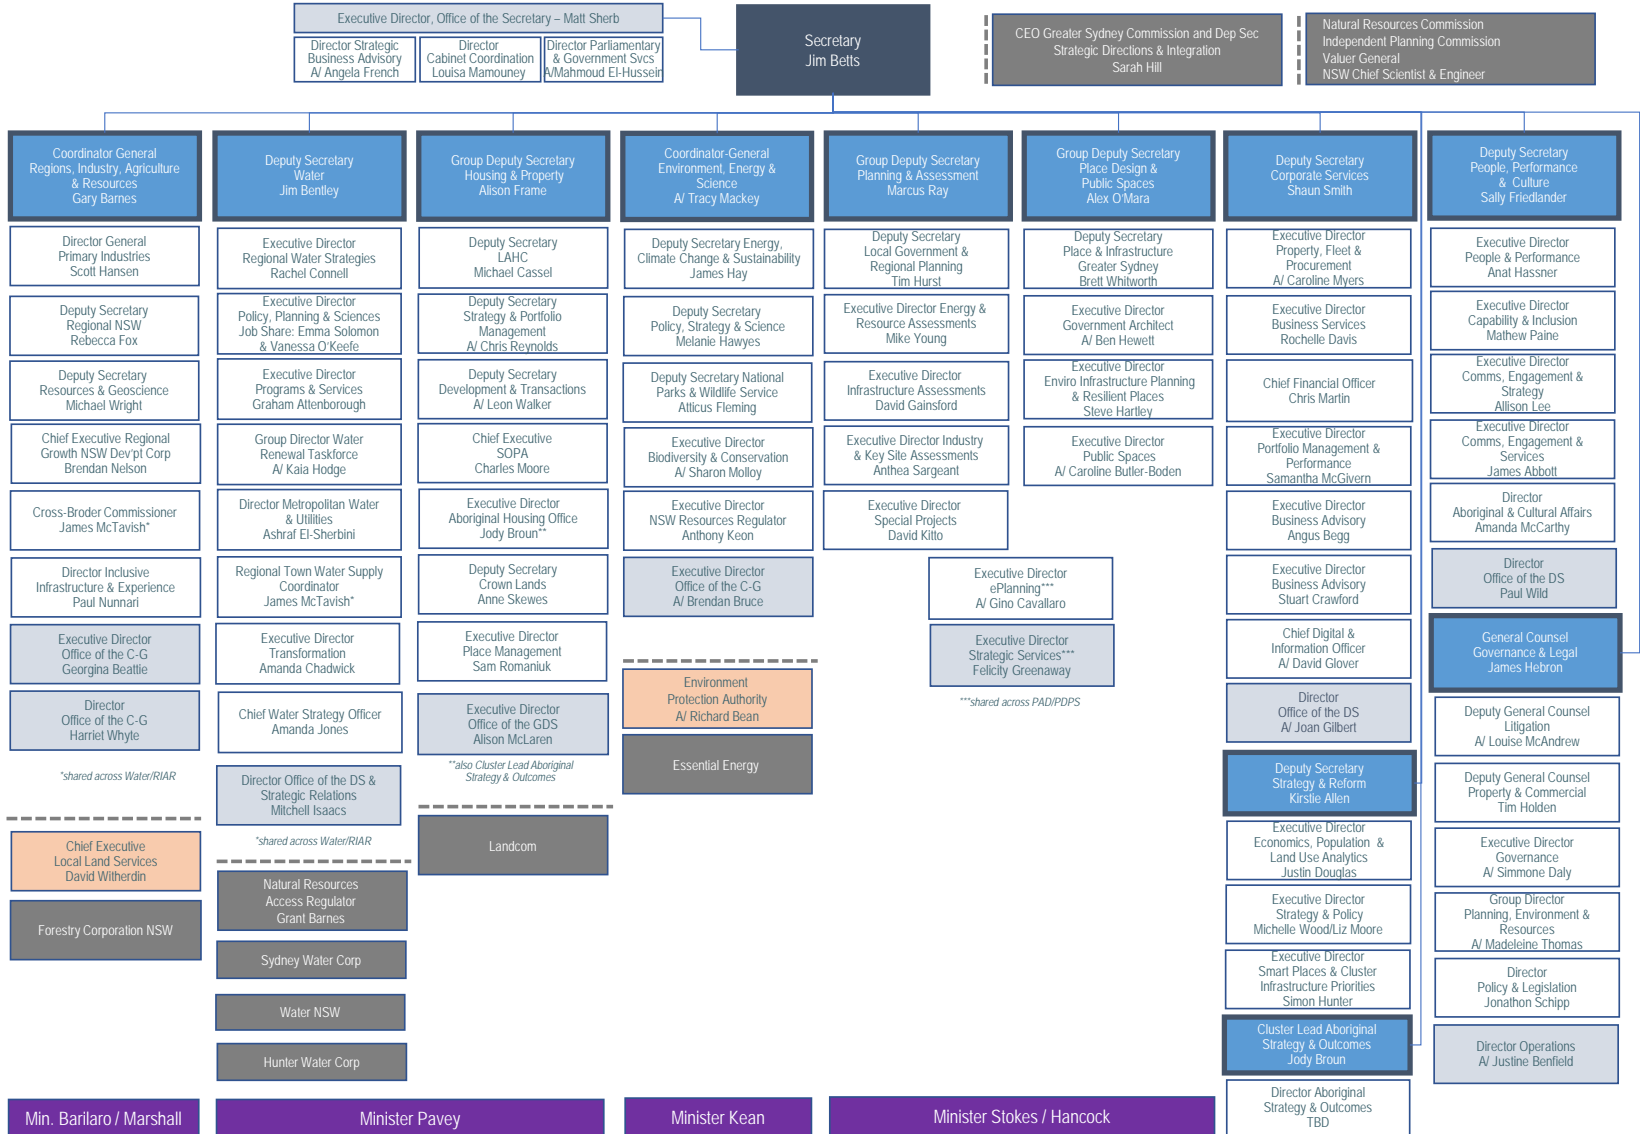 Executive Director, Office of the Secretary – Matt Sherb
Director Strategic
Business Advisory
A/ Angela French
Director
Cabinet Coordination
Louisa Mamouney
Director Parliamentary
& Government Svcs
A/Mahmoud El-Hussein
Secretary
Jim Betts
CEO Greater Sydney Commission and Dep Sec
Strategic Directions & Integration
Sarah Hill
Natural Resources Commission
Independent Planning Commission
Valuer General
NSW Chief Scientist & Engineer
Coordinator General
Regions, Industry, Agriculture
& Resources
Gary Barnes
Director General
Primary Industries
Scott Hansen
Deputy Secretary
Regional NSW
Rebecca Fox
Deputy Secretary
Resources & Geoscience
Michael Wright
Chief Executive Regional
Growth NSW Dev'pt Corp
Brendan Nelson
Cross-Broder Commissioner
James McTavish*
Director Inclusive
Infrastructure & Experience
Paul Nunnari
Executive Director
Office of the C-G
Georgina Beattie
Director
Office of the C-G
Harriet Whyte
*shared across Water/RIAR
Chief Executive
Local Land Services
David Witherdin
Forestry Corporation NSW
Min. Barilaro / Marshall
Deputy Secretary
Water
Jim Bentley
Executive Director
Regional Water Strategies
Rachel Connell
Executive Director
Policy, Planning & Sciences
Job Share: Emma Solomon
& Vanessa O'Keefe
Executive Director
Programs & Services
Graham Attenborough
Group Director Water
Renewal Taskforce
A/ Kaia Hodge
Director Metropolitan Water
& Utilities
Ashraf El-Sherbini
Regional Town Water Supply
Coordinator
James McTavish*
Executive Director
Transformation
Amanda Chadwick
Chief Water Strategy Officer
Amanda Jones
Director Office of the DS &
Strategic Relations
Mitchell Isaacs
*shared across Water/RIAR
Natural Resources
Access Regulator
Grant Barnes
Sydney Water Corp
Water NSW
Hunter Water Corp
Minister Pavey
Group Deputy Secretary
Housing & Property
Alison Frame
Deputy Secretary
LAHC
Michael Cassel
Deputy Secretary
Strategy & Portfolio
Management
A/ Chris Reynolds
Deputy Secretary
Development & Transactions
A/ Leon Walker
Chief Executive
SOPA
Charles Moore
Executive Director
Aboriginal Housing Office
Jody Broun**
Deputy Secretary
Crown Lands
Anne Skewes
Executive Director
Place Management
Sam Romaniuk
Executive Director
Office of the GDS
Alison McLaren
**also Cluster Lead Aboriginal
Strategy & Outcomes
Landcom
Coordinator-General
Environment, Energy &
Science
A/ Tracy Mackey
Deputy Secretary Energy,
Climate Change & Sustainability
James Hay
Deputy Secretary
Policy, Strategy & Science
Melanie Hawyes
Deputy Secretary National
Parks & Wildlife Service
Atticus Fleming
Executive Director
Biodiversity & Conservation
A/ Sharon Molloy
Executive Director
NSW Resources Regulator
Anthony Keon
Executive Director
Office of the C-G
A/ Brendan Bruce
Environment
Protection Authority
A/ Richard Bean
Essential Energy
Minister Kean
Group Deputy Secretary
Planning & Assessment
Marcus Ray
Deputy Secretary
Local Government &
Regional Planning
Tim Hurst
Executive Director Energy &
Resource Assessments
Mike Young
Executive Director
Infrastructure Assessments
David Gainsford
Executive Director Industry
& Key Site Assessments
Anthea Sargeant
Executive Director
Special Projects
David Kitto
Group Deputy Secretary
Place Design &
Public Spaces
Alex O'Mara
Deputy Secretary
Place & Infrastructure
Greater Sydney
Brett Whitworth
Executive Director
Government Architect
A/ Ben Hewett
Executive Director
Enviro Infrastructure Planning
& Resilient Places
Steve Hartley
Executive Director
Public Spaces
A/ Caroline Butler-Boden
Executive Director
ePlanning***
A/ Gino Cavallaro
Executive Director
Strategic Services***
Felicity Greenaway
***shared across PAD/PDPS
Minister Stokes / Hancock
Deputy Secretary
Corporate Services
Shaun Smith
Executive Director
Property, Fleet &
Procurement
A/ Caroline Myers
Executive Director
Business Services
Rochelle Davis
Chief Financial Officer
Chris Martin
Executive Director
Portfolio Management &
Performance
Samantha McGivern
Executive Director
Business Advisory
Angus Begg
Executive Director
Business Advisory
Stuart Crawford
Chief Digital &
Information Officer
A/ David Glover
Director
Office of the DS
A/ Joan Gilbert
Deputy Secretary
Strategy & Reform
Kirstie Allen
Executive Director
Economics, Population &
Land Use Analytics
Justin Douglas
Executive Director
Strategy & Policy
Michelle Wood/Liz Moore
Executive Director
Smart Places & Cluster
Infrastructure Priorities
Simon Hunter
Cluster Lead Aboriginal
Strategy & Outcomes
Jody Broun
Director Aboriginal
Strategy & Outcomes
TBD
Deputy Secretary
People, Performance
& Culture
Sally Friedlander
Executive Director
People & Performance
Anat Hassner
Executive Director
Capability & Inclusion
Mathew Paine
Executive Director
Comms, Engagement &
Strategy
Allison Lee
Executive Director
Comms, Engagement &
Services
James Abbott
Director
Aboriginal & Cultural Affairs
Amanda McCarthy
Director
Office of the DS
Paul Wild
General Counsel
Governance & Legal
James Hebron
Deputy General Counsel
Litigation
A/ Louise McAndrew
Deputy General Counsel
Property & Commercial
Tim Holden
Executive Director
Governance
A/ Simmone Daly
Group Director
Planning, Environment &
Resources
A/ Madeleine Thomas
Director
Policy & Legislation
Jonathon Schipp
Director Operations
A/ Justine Benfield